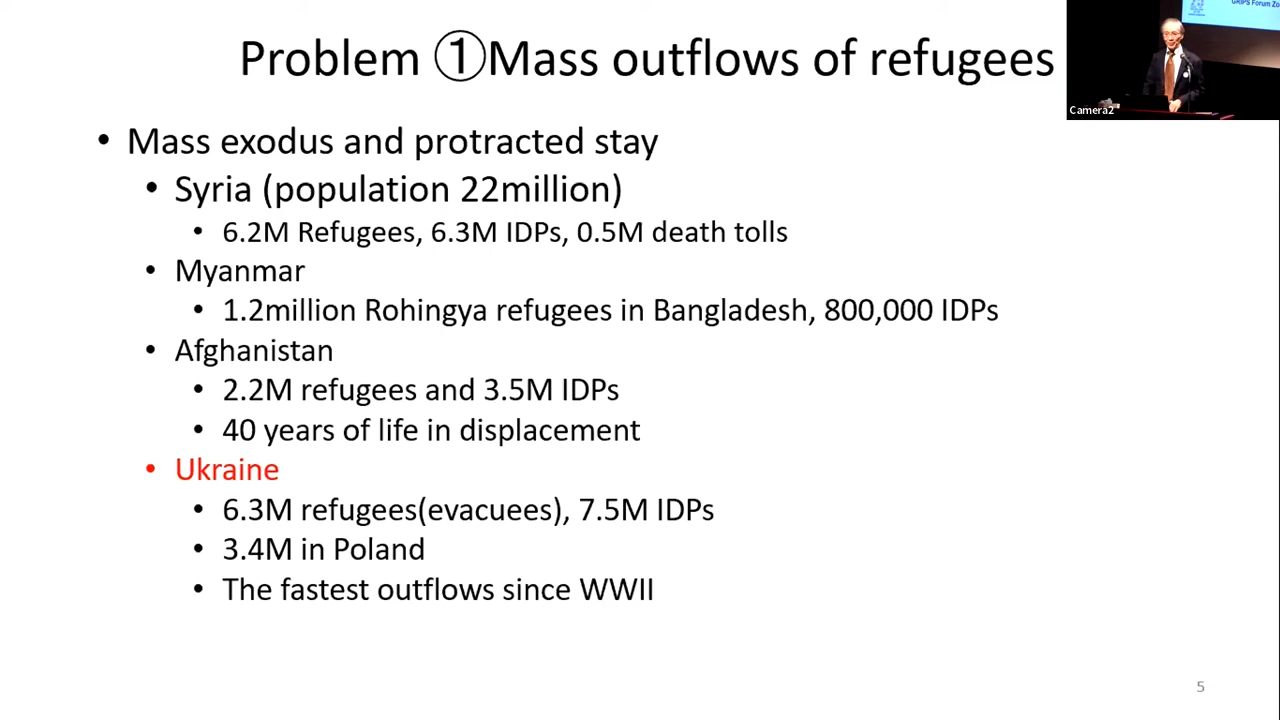 Problem ①Mass outflows of refugees
GRIPS Forum Zo
Camera2
• Mass exodus and protracted stay
• Syria (population 22million)
• 6.2M Refugees, 6.3M IDPs, 0.5M death tolls
• Myanmar
• 1.2million Rohingya refugees in Bangladesh, 800,000 IDPs
• Afghanistan
• 2.2M refugees and 3.5M IDPs
• 40 years of life in displacement
• Ukraine
• 6.3M refugees(evacuees), 7.5M IDPs
• 3.4M in Poland
• The fastest outflows since WWII
5